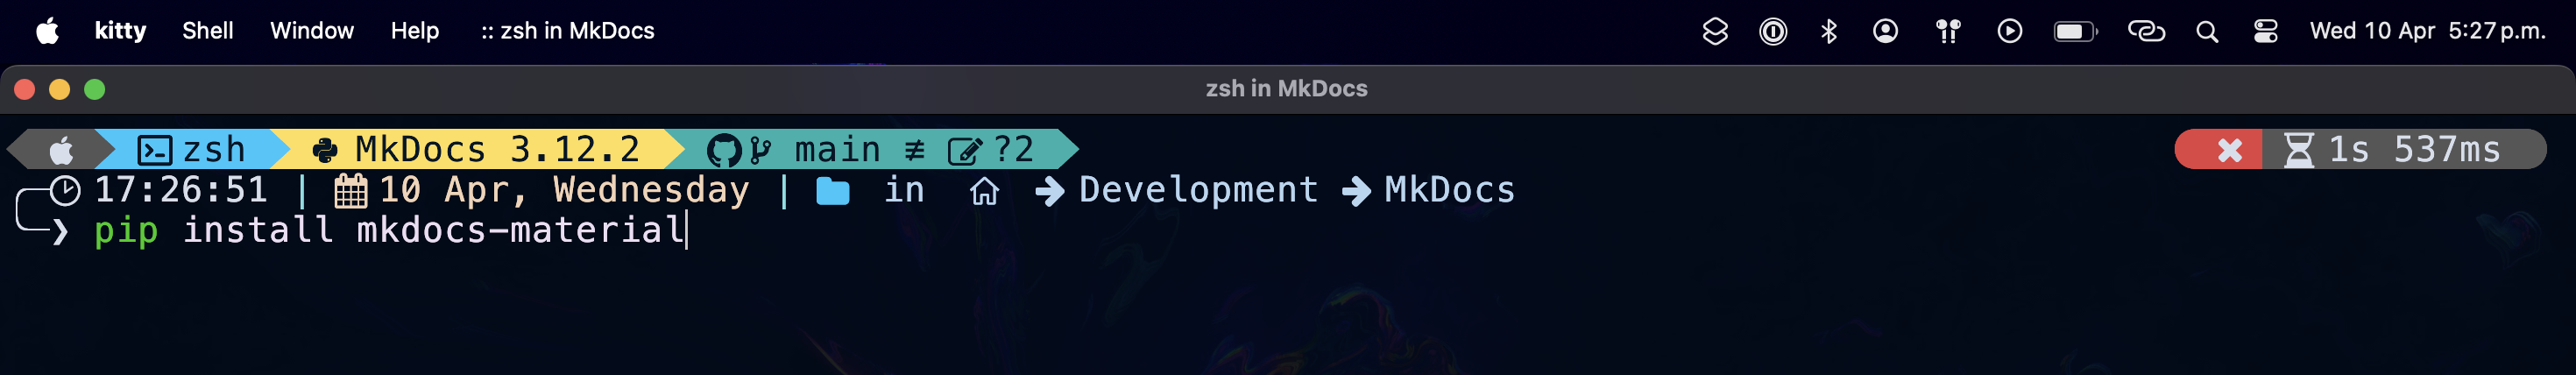 kitty Shell Window Help :: zsh in MkDocs Wed 10 Apr 5:27 p.m.
zsh in MkDocs
zsh MkDocs 3.12.2 main ≢ ?2 1s 537ms
17:26:51 | 10 Apr, Wednesday | in Development MkDocs
❯ pip install mkdocs-material